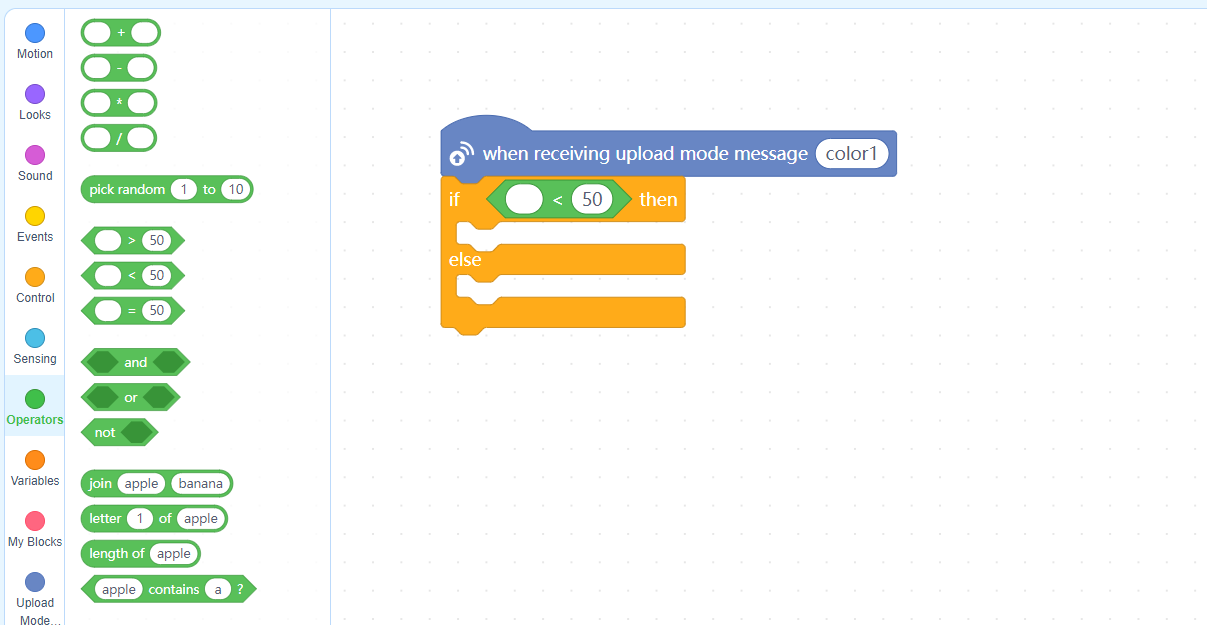 Motion
Looks
Sound
Events
Control
Sensing
Operators
Variables
My Blocks
Upload
Mode...
+
-
*
/
pick random 1 to 10
> 50
< 50
= 50
and
or
not
join apple banana
letter 1 of apple
length of apple
apple contains a ?
when receiving upload mode message color1
if < 50 then
else